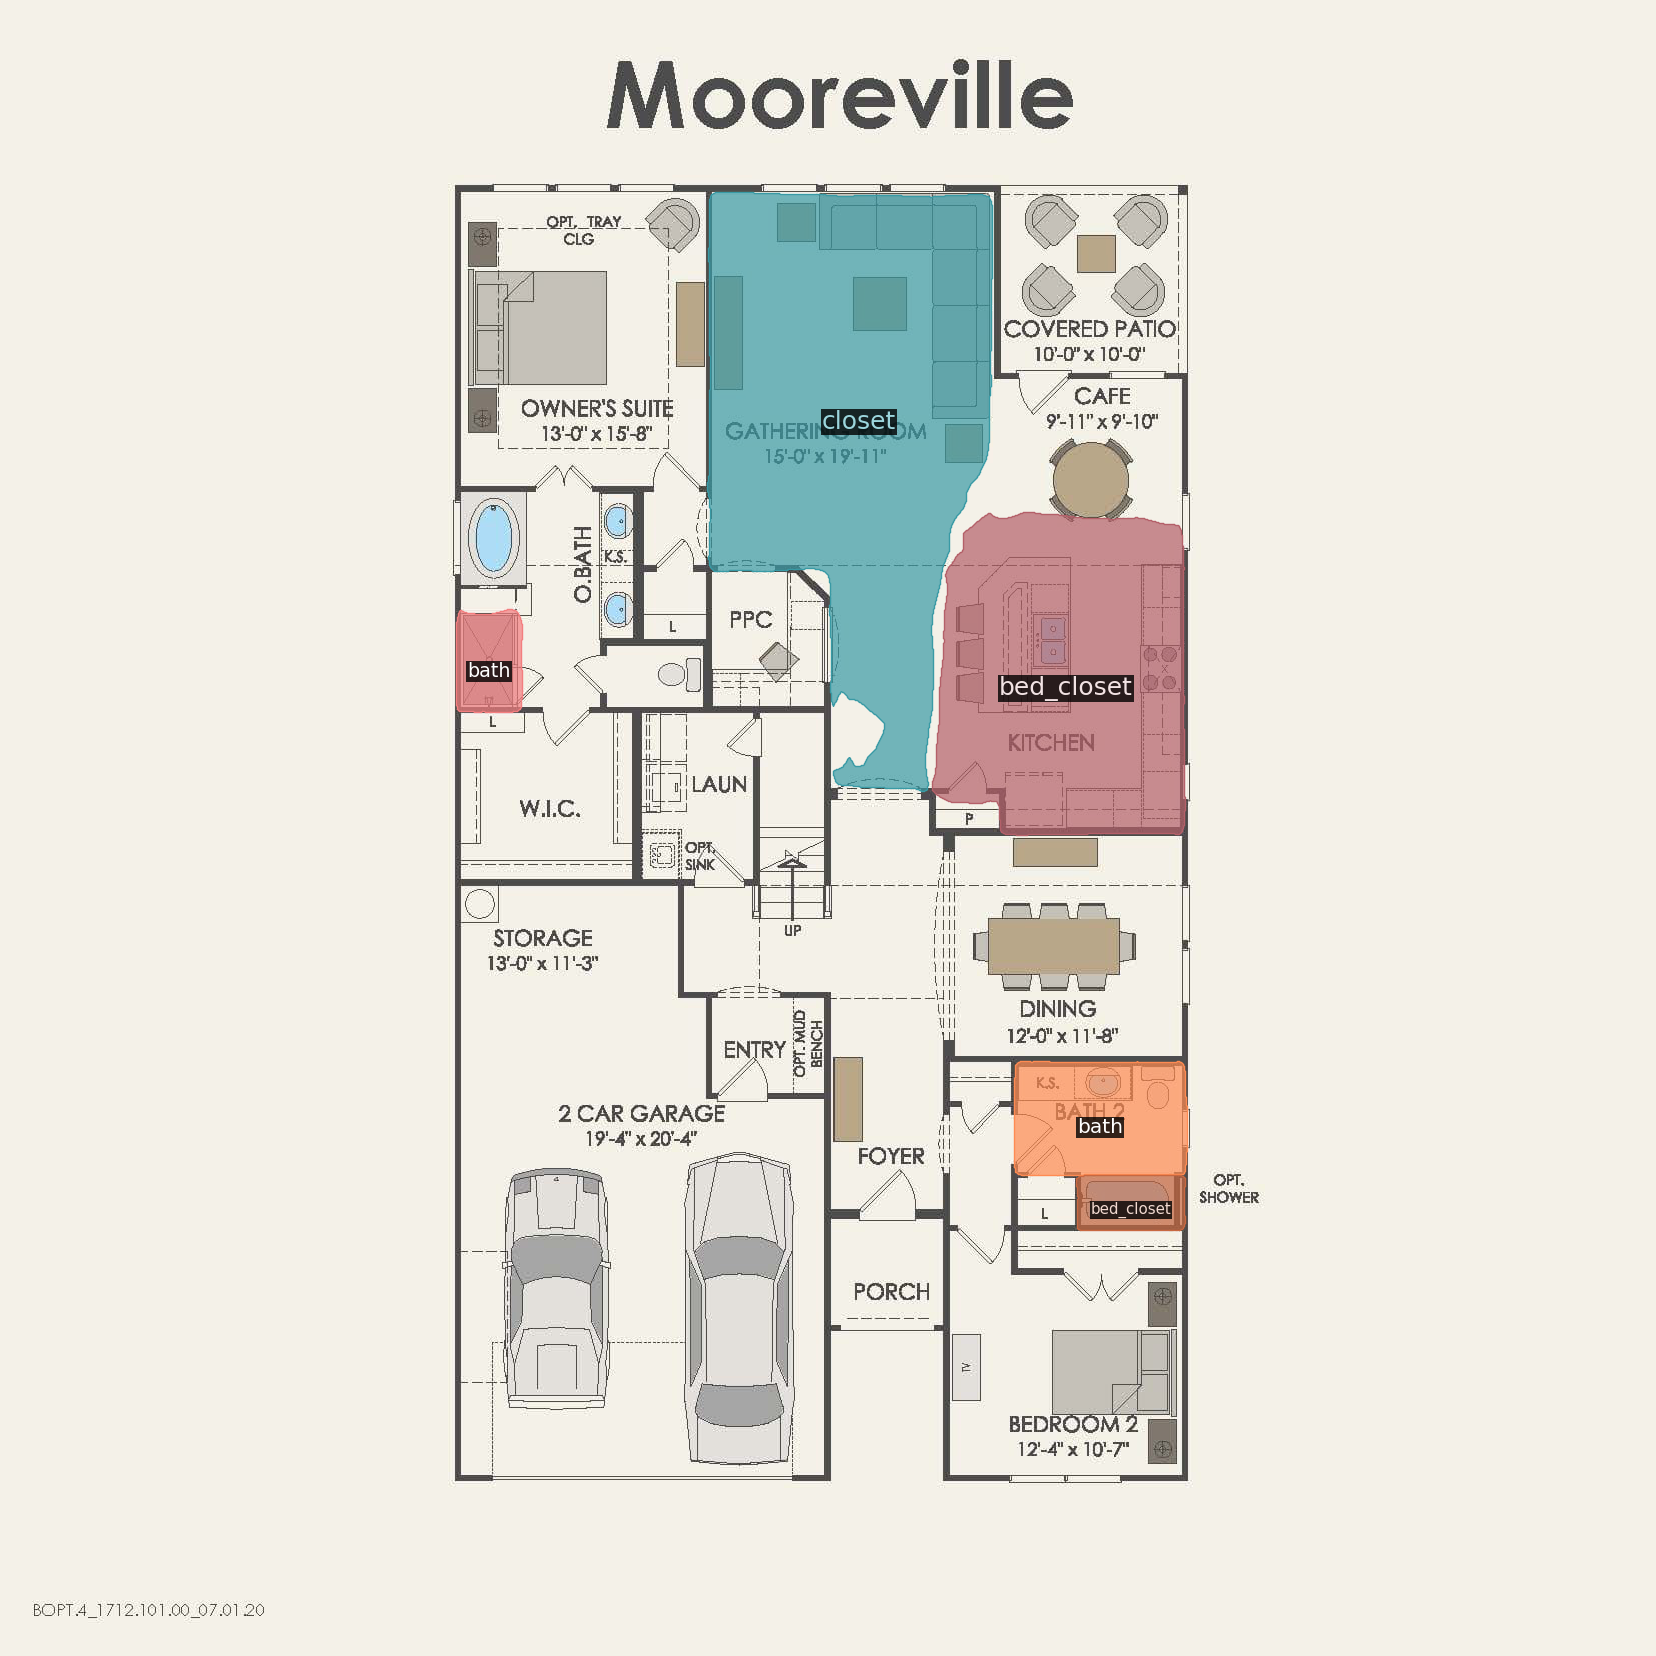 Mooreville
OPT. TRAY
CLG
OWNER'S SUITE
13'-0" x 15'-8"
closet
GATHERING ROOM
15'-0" x 19'-11"
COVERED PATIO
10'-0" x 10'-0"
CAFE
9'-11" x 9'-10"
O.BATH
K.S.
L
PPC
bath
L
bed_closet
KITCHEN
W.I.C.
LAUN
OPT.
SINK
P
UP
STORAGE
13'-0" x 11'-3"
DINING
12'-0" x 11'-8"
ENTRY
OPT. MUD
BENCH
2 CAR GARAGE
19'-4" x 20'-4"
FOYER
K.S.
BATH 2
bath
L
bed_closet
OPT.
SHOWER
PORCH
TV
BEDROOM 2
12'-4" x 10'-7"
BOPT.4_1712.101.00_07.01.20